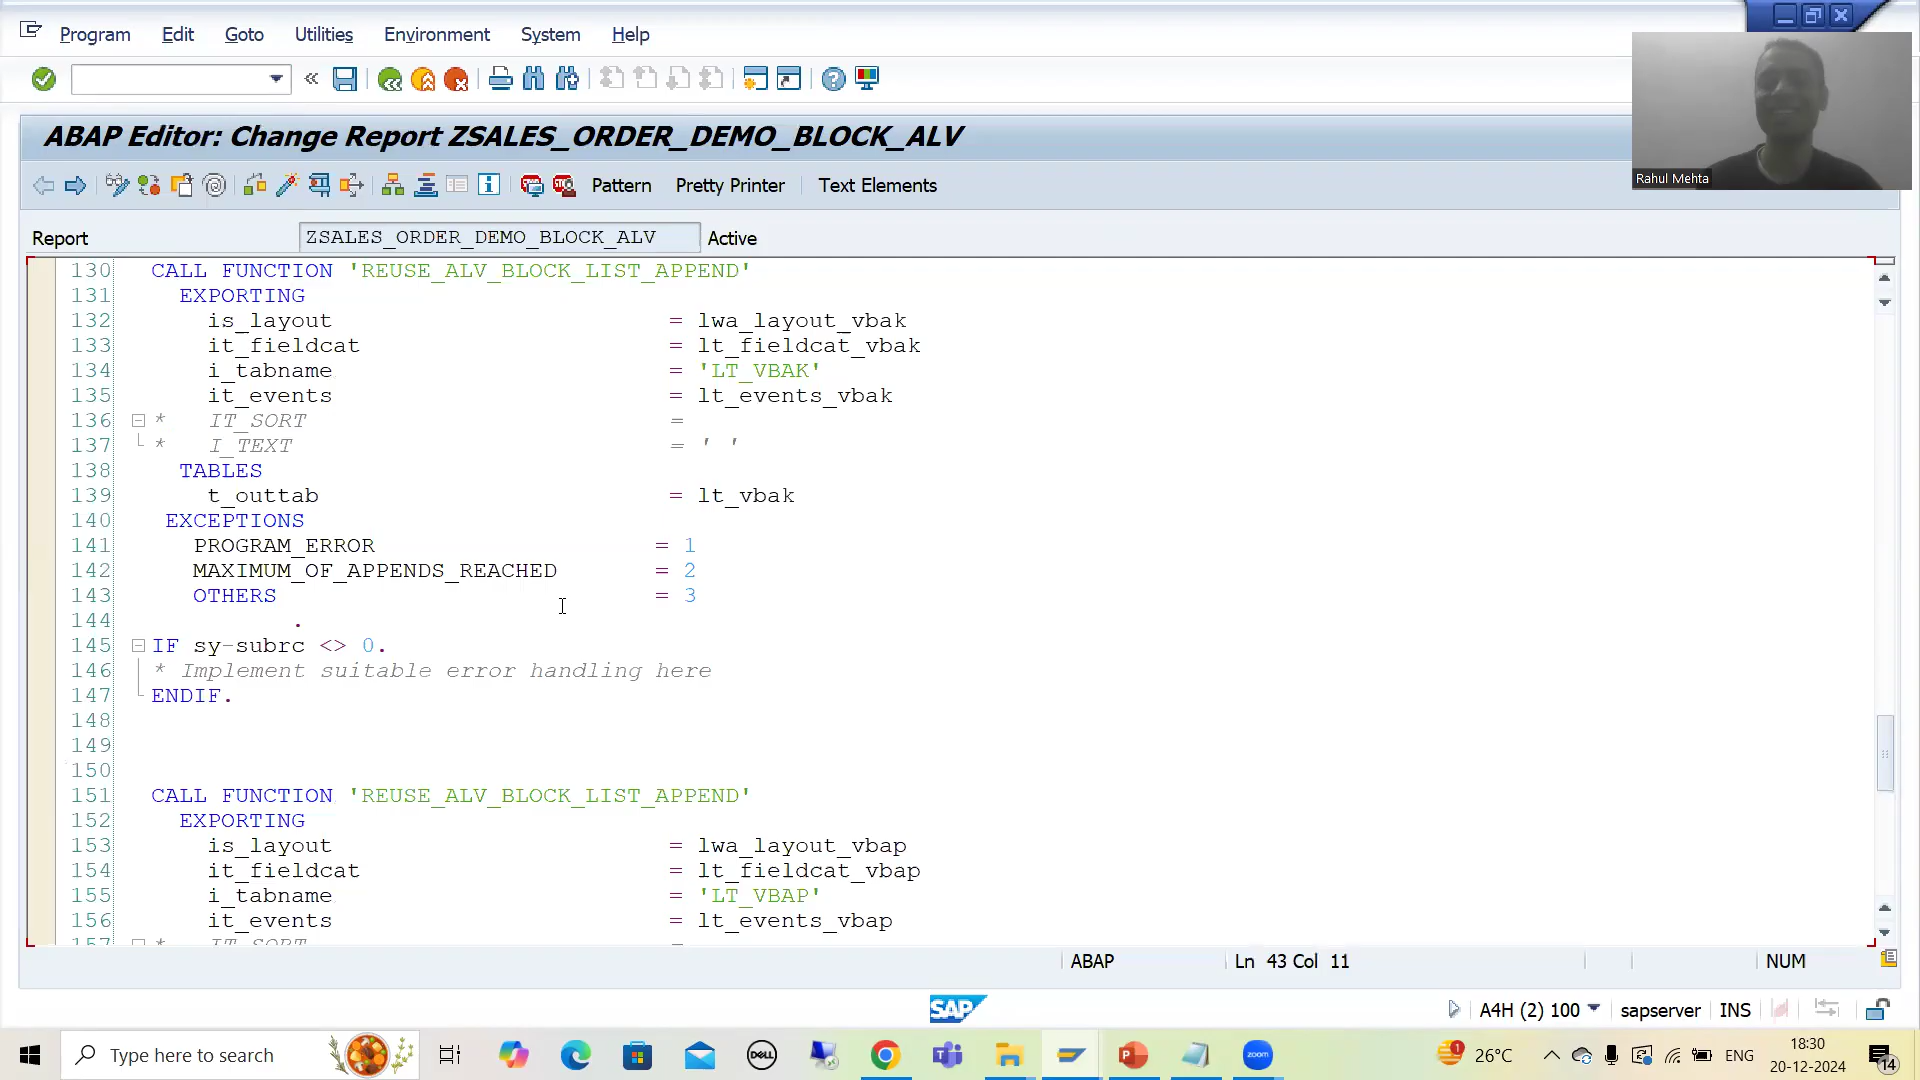 Program Edit Goto Utilities Environment System Help
ABAP Editor: Change Report ZSALES_ORDER_DEMO_BLOCK_ALV
Pattern Pretty Printer Text Elements
Rahul Mehta
Report ZSALES_ORDER_DEMO_BLOCK_ALV Active
130 CALL FUNCTION 'REUSE_ALV_BLOCK_LIST_APPEND'
131 EXPORTING
132 is_layout = lwa_layout_vbak
133 it_fieldcat = lt_fieldcat_vbak
134 i_tabname = 'LT_VBAK'
135 it_events = lt_events_vbak
136 * IT_SORT =
137 * I_TEXT = ' '
138 TABLES
139 t_outtab = lt_vbak
140 EXCEPTIONS
141 PROGRAM_ERROR = 1
142 MAXIMUM_OF_APPENDS_REACHED = 2
143 OTHERS = 3
144 .
145 IF sy-subrc <> 0.
146 * Implement suitable error handling here
147 ENDIF.
148
149
150
151 CALL FUNCTION 'REUSE_ALV_BLOCK_LIST_APPEND'
152 EXPORTING
153 is_layout = lwa_layout_vbap
154 it_fieldcat = lt_fieldcat_vbap
155 i_tabname = 'LT_VBAP'
156 it_events = lt_events_vbap
157 * IT_SORT =
ABAP Ln 43 Col 11 NUM
SAP A4H (2) 100 sapserver INS
Type here to search DELL zoom 1 26°C ENG 18:30
20-12-2024 14